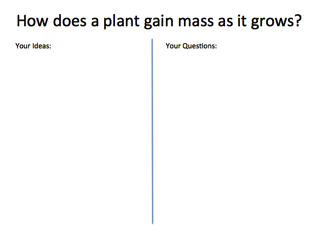 How does a plant gain mass as it grows?
Your Ideas:
Your Questions: